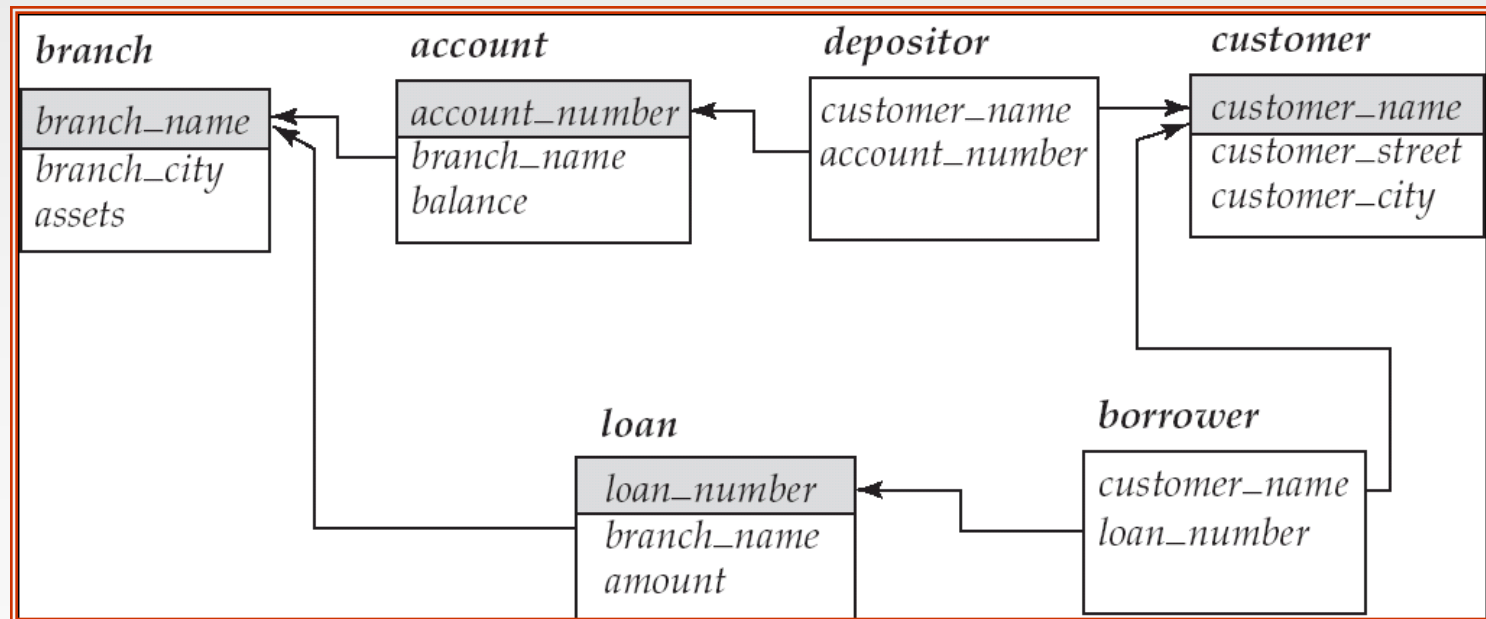 branch
branch_name
branch_city
assets
account
account_number
branch_name
balance
depositor
customer_name
account_number
customer
customer_name
customer_street
customer_city
loan
loan_number
branch_name
amount
borrower
customer_name
loan_number